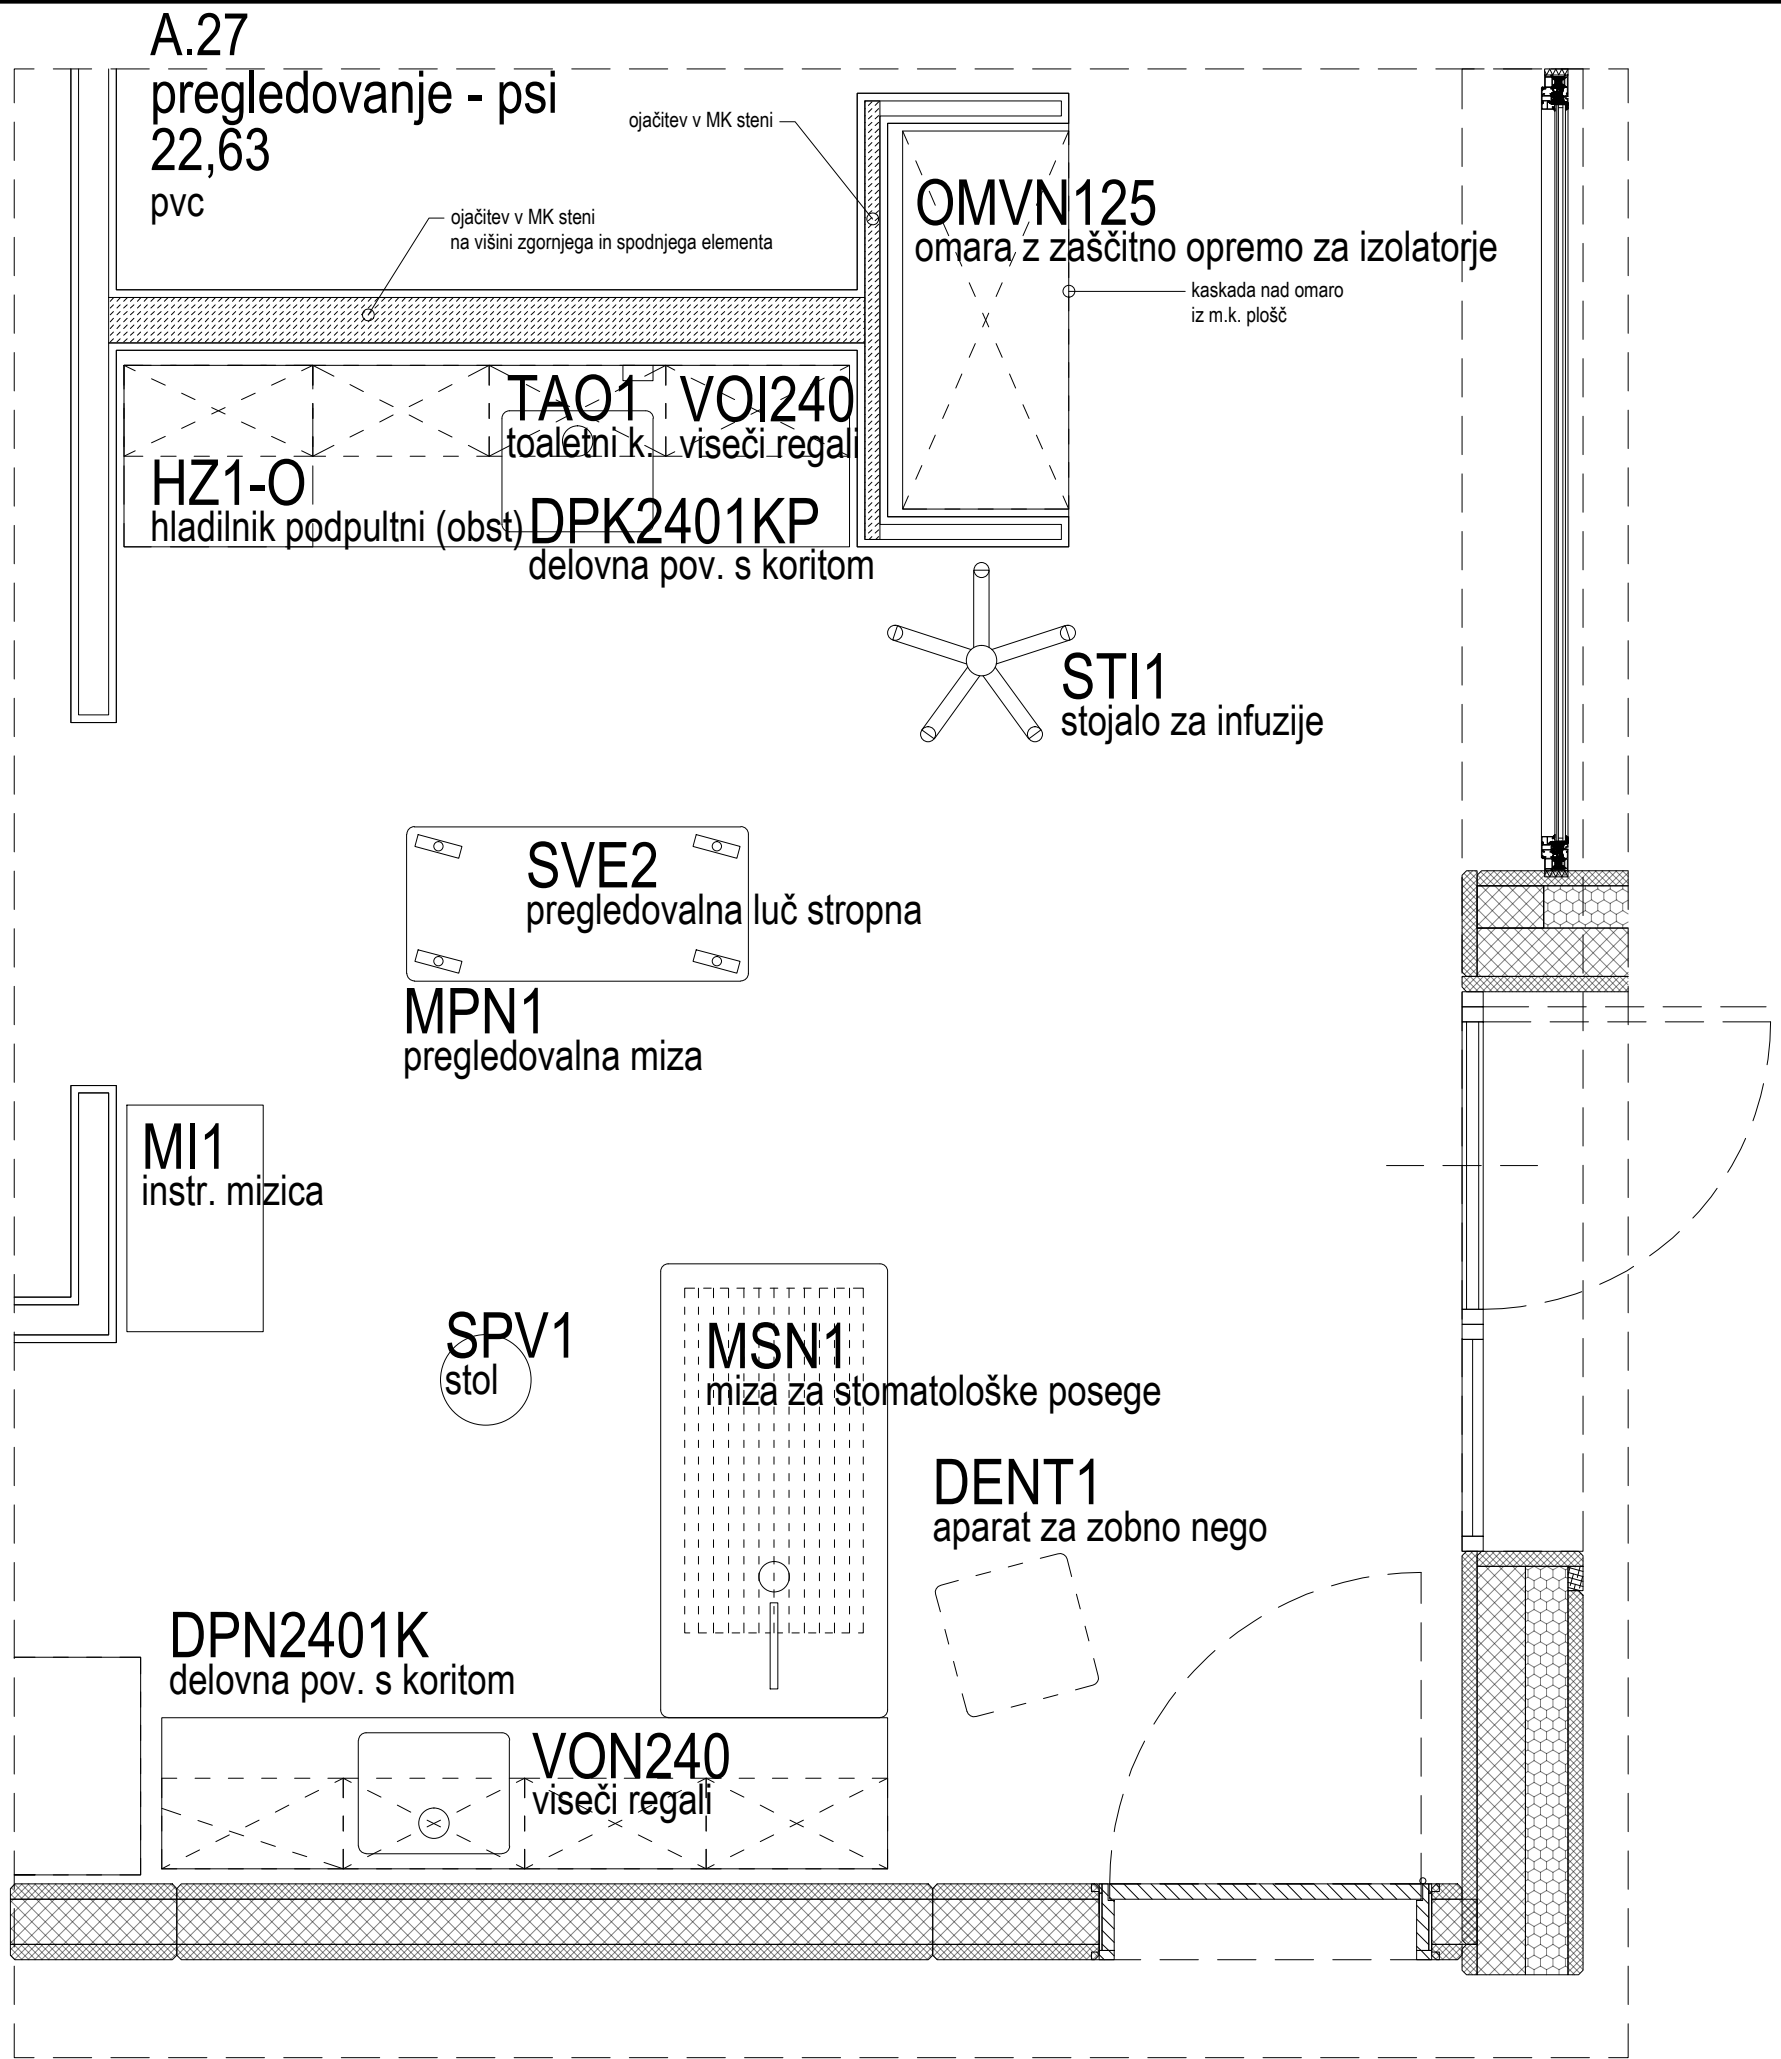 A.27
pregledovanje - psi
22,63
pvc
ojačitev v MK steni
ojačitev v MK steni
na višini zgornjega in spodnjega elementa
OMVN125
omara z zaščitno opremo za izolatorje
kaskada nad omaro
iz m.k. plošč
TAO1
toaletni k.
VOI240
viseči regali
HZ1-O
hladilnik podpultni (obst)
DPK2401KP
delovna pov. s koritom
STI1
stojalo za infuzije
SVE2
pregledovalna luč stropna
MPN1
pregledovalna miza
MI1
instr. mizica
SPV1
stol
MSN1
miza za stomatološke posege
DENT1
aparat za zobno nego
DPN2401K
delovna pov. s koritom
VON240
viseči regali